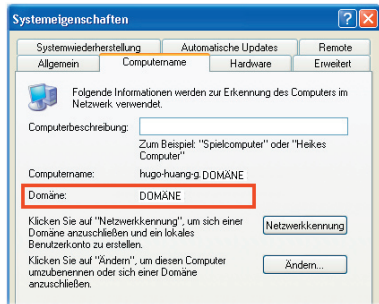 Systemeigenschaften
Systemwiederherstellung Automatische Updates Remote
Allgemein Computername Hardware Erweitert
Folgende Informationen werden zur Erkennung des Computers im
Netzwerk verwendet.
Computerbeschreibung:
Zum Beispiel: "Spielcomputer" oder "Heikes
Computer"
Computername: hugo-huang-g.DOMÄNE
Domäne: DOMÄNE
Klicken Sie auf "Netzwerkkennung", um sich einer
Domäne anzuschließen und ein lokales
Benutzerkonto zu erstellen.
Netzwerkkennung
Klicken Sie auf "Ändern", um diesen Computer
umzubenennen oder sich einer Domäne
anzuschließen.
Ändern...